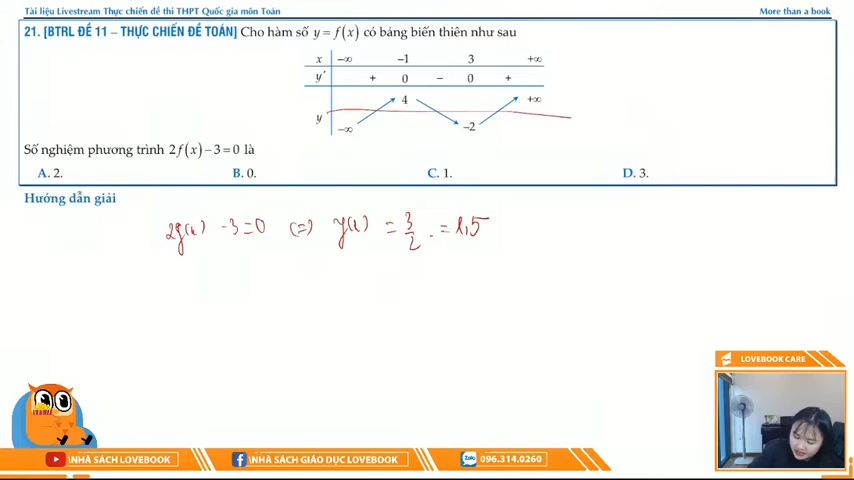 Tài liệu Livestream Thực chiến đề thi THPT Quốc gia môn Toán
More than a book
21. [BTRL ĐỀ 11 – THỰC CHIẾN ĐỀ TOÁN] Cho hàm số y = f(x) có bảng biến thiên như sau
x −∞ −1 3 +∞
y' + 0 − 0 +
4 +∞
y
−∞ −2
Số nghiệm phương trình 2f(x) − 3 = 0 là
A. 2. B. 0. C. 1. D. 3.
Hướng dẫn giải
2f(x) − 3 = 0 (=) f(x) = 3/2 = 1,5
LOVEBOOK CARE
NHÀ SÁCH LOVEBOOK
NHÀ SÁCH GIÁO DỤC LOVEBOOK
Zalo 096.314.0260